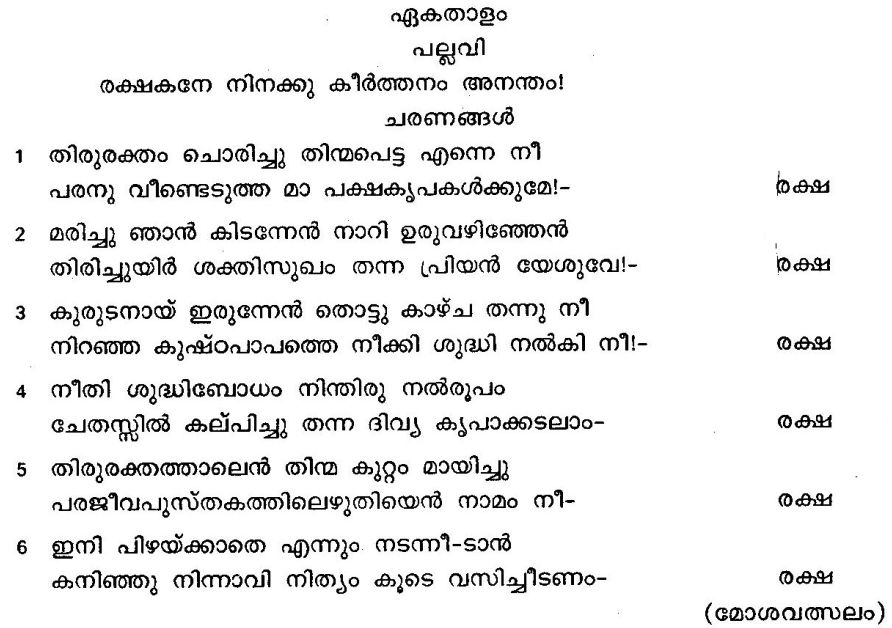 ഏകതാളം
പല്ലവി
രക്ഷകനേ നിനക്കു കീർത്തനം അനന്തം!
ചരണങ്ങൾ
1 തിരുരക്തം ചൊരിച്ചു തിന്മപെട്ട എന്നെ നീ
പരനു വീണ്ടെടുത്ത മാ പക്ഷകൃപകൾക്കുമേ!- രക്ഷ
2 മരിച്ചു ഞാൻ കിടന്നേൻ നാറി ഉരുവഴിഞ്ഞേൻ
തിരിച്ചുയിർ ശക്തിസുഖം തന്ന പ്രിയൻ യേശുവേ!- രക്ഷ
3 കുരുടനായ് ഇരുന്നേൻ തൊട്ടു കാഴ്ച തന്നു നീ
നിറഞ്ഞ കുഷ്ഠപാപത്തെ നീക്കി ശുദ്ധി നൽകി നീ!- രക്ഷ
4 നീതി ശുദ്ധിബോധം നിന്തിരു നൽരൂപം
ചേതസ്സിൽ കല്പിച്ചു തന്ന ദിവ്യ കൃപാക്കടലാം- രക്ഷ
5 തിരുരക്തത്താലെൻ തിന്മ കുറ്റം മായിച്ചു
പരജീവപുസ്തകത്തിലെഴുതിയെൻ നാമം നീ- രക്ഷ
6 ഇനി പിഴയ്ക്കാതെ എന്നും നടന്നീ-ടാൻ
കനിഞ്ഞു നിന്നാവി നിത്യം കൂടെ വസിച്ചീടണം- രക്ഷ
(മോശവത്സലം)